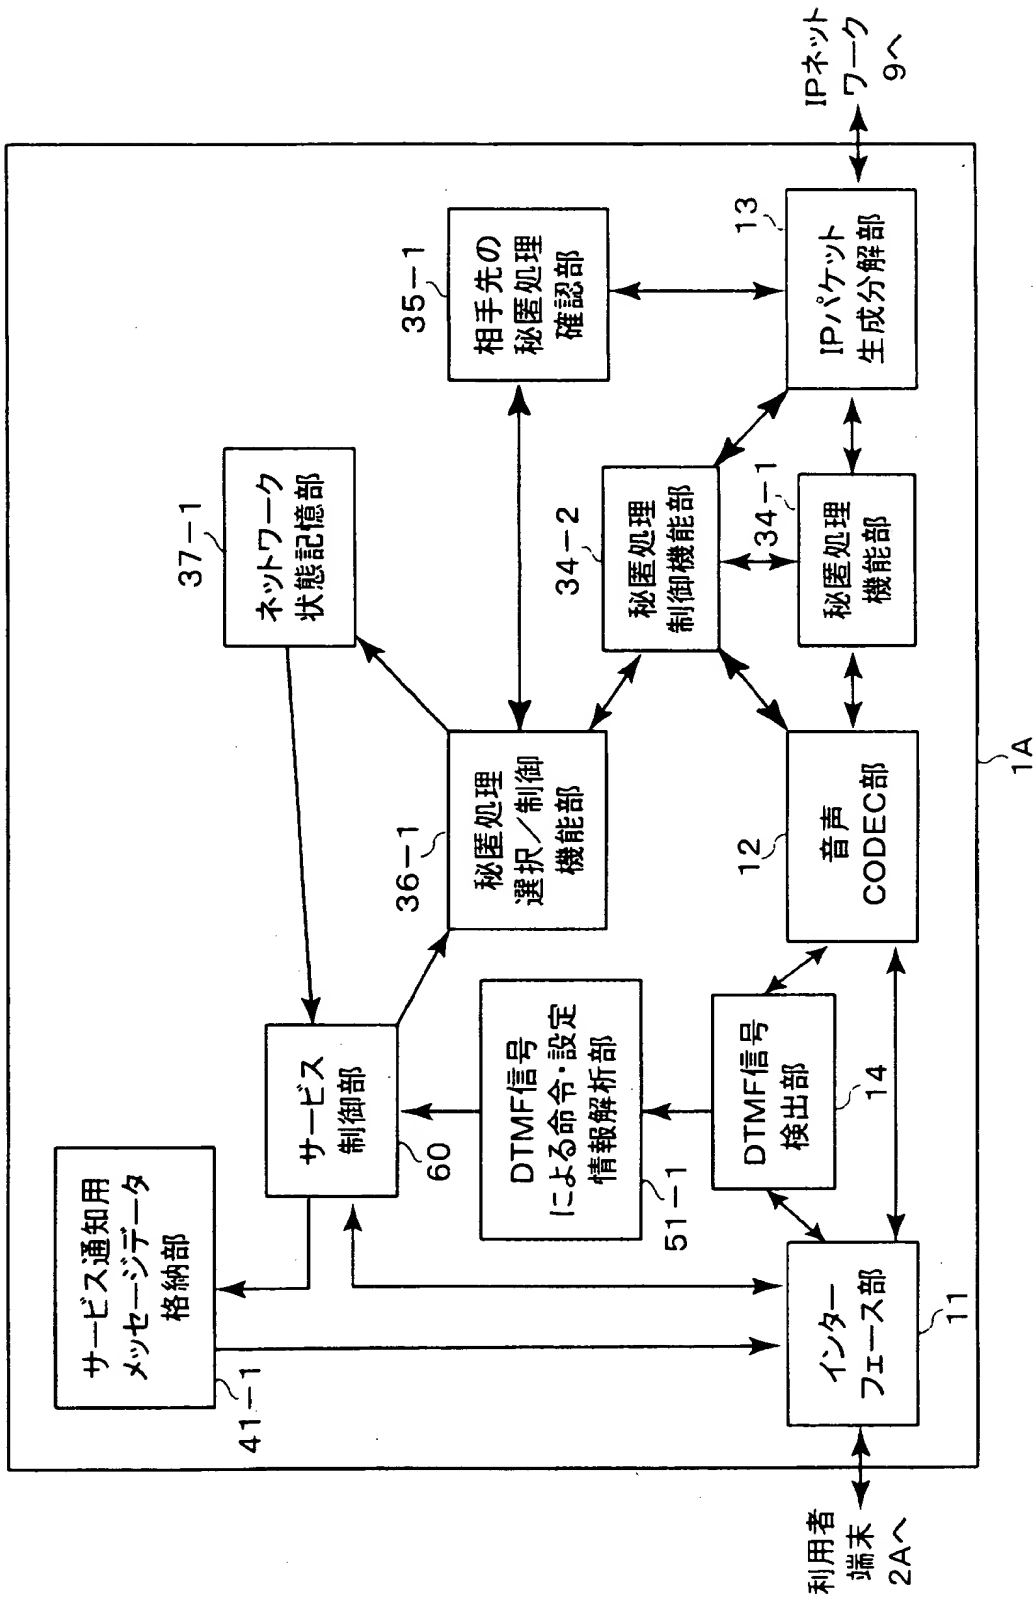 サービス通知用
メッセージデータ
格納部
41-1
サービス
制御部
60
ネットワーク
状態記憶部
37-1
36-1
秘匿処理
選択/制御
機能部
35-1
相手先の
秘匿処理
確認部
DTMF信号
による命令・設定
情報解析部
51-1
34-2
秘匿処理
制御機能部
DTMF信号
検出部
14
利用者
端末
2Aへ
インター
フェース部
11
12
音声
CODEC部
34-1
秘匿処理
機能部
13
IPパケット
生成分解部
IPネット
ワーク
9へ
1A